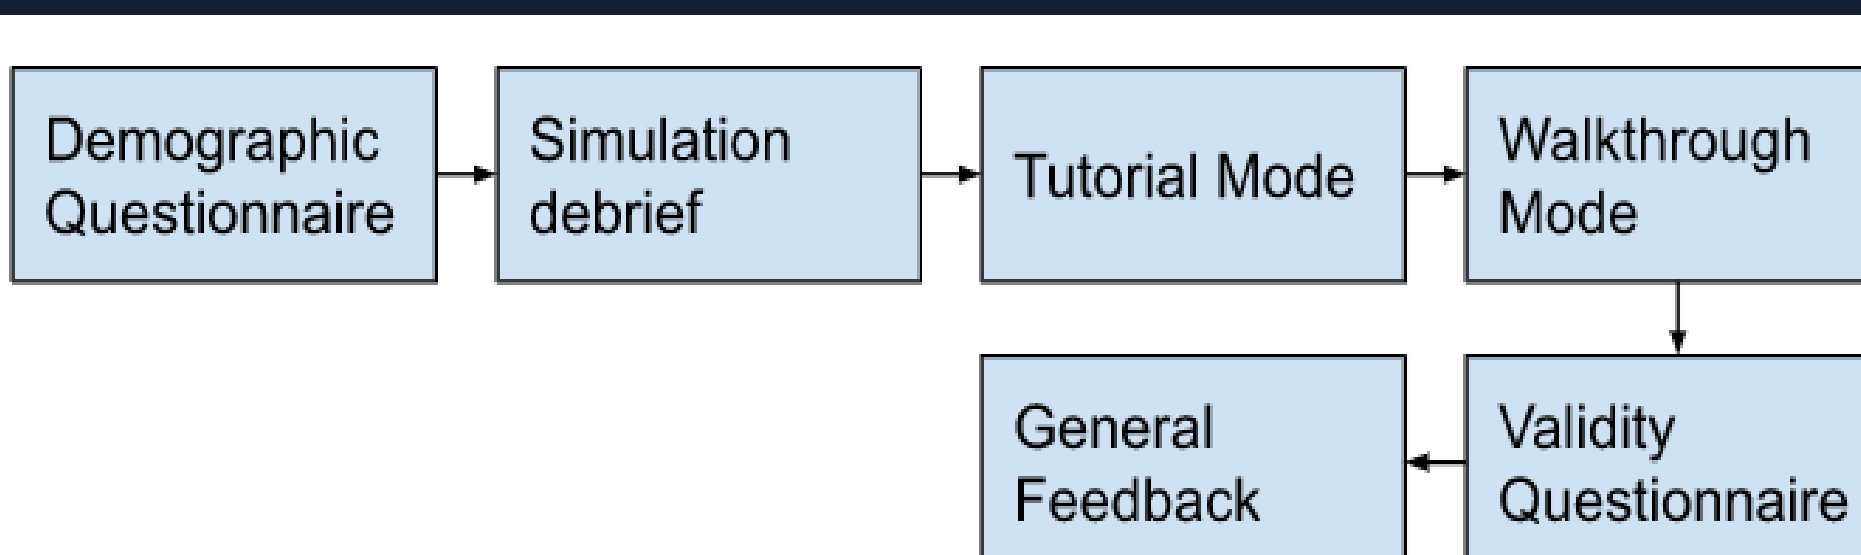 Demographic
Questionnaire
Simulation
debrief
Tutorial Mode
Walkthrough
Mode
General
Feedback
Validity
Questionnaire